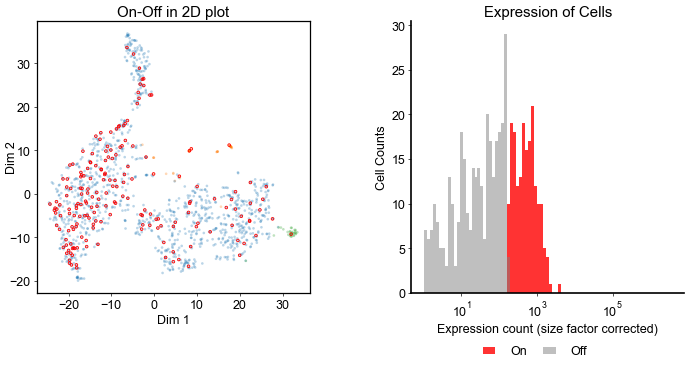 On-Off in 2D plot
Dim 2
30
20
10
0
−10
−20
−20 −10 0 10 20 30
Dim 1
Expression of Cells
Cell Counts
30
25
20
15
10
5
0
10^1 10^3 10^5
Expression count (size factor corrected)
On Off